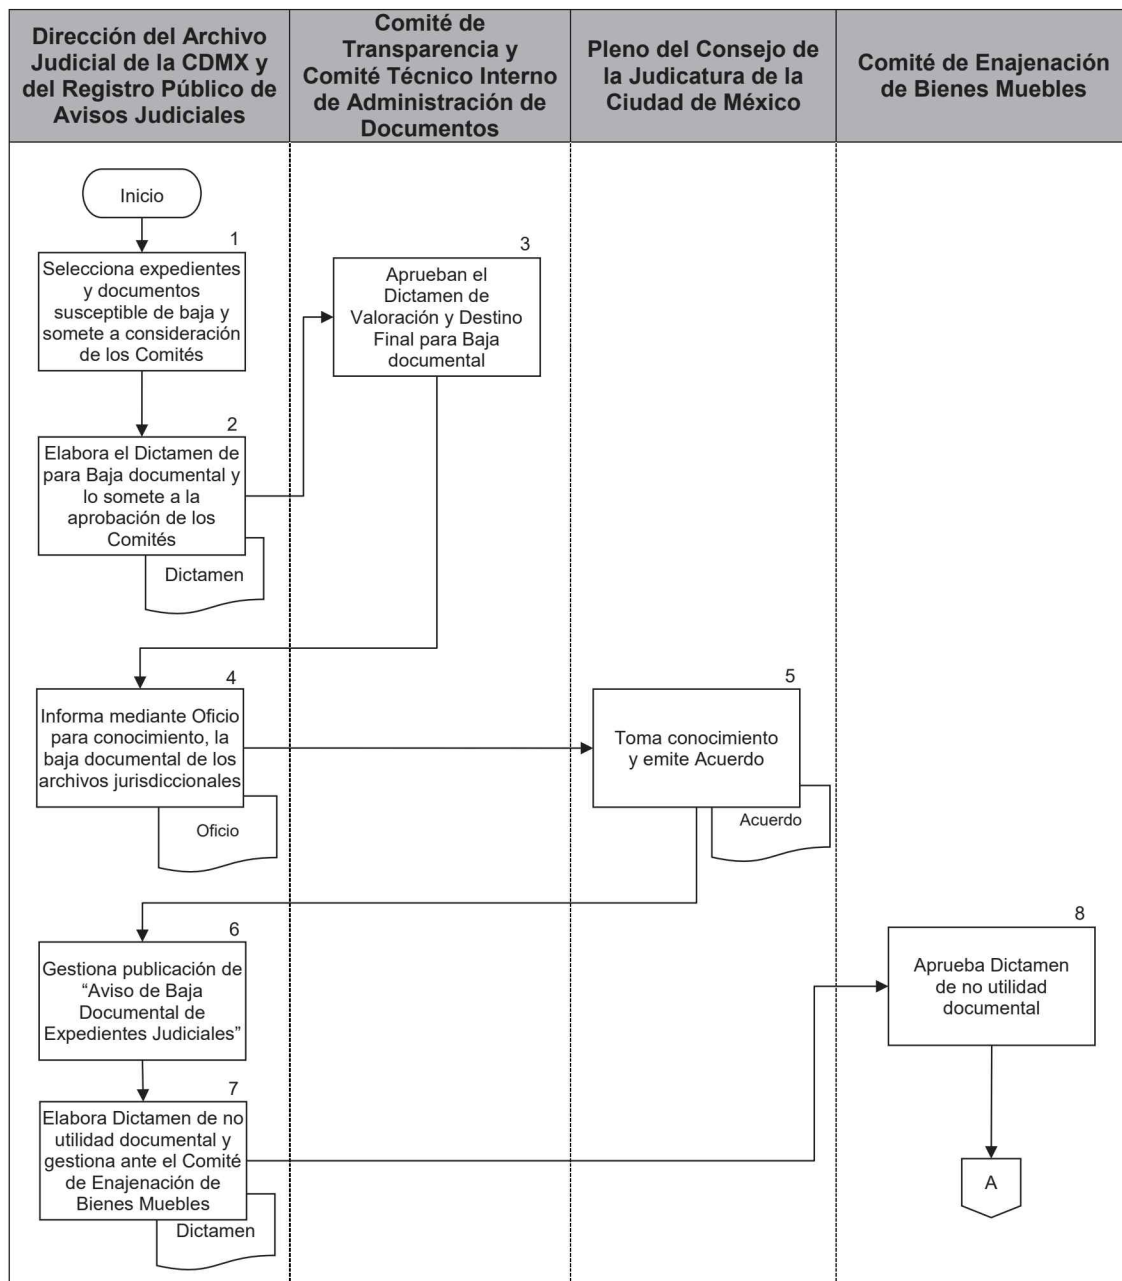 Dirección del Archivo
Judicial de la CDMX y
del Registro Público de
Avisos Judiciales
Comité de
Transparencia y
Comité Técnico Interno
de Administración de
Documentos
Pleno del Consejo de
la Judicatura de la
Ciudad de México
Comité de Enajenación
de Bienes Muebles
Inicio
1
Selecciona expedientes
y documentos
susceptible de baja y
somete a consideración
de los Comités
2
Elabora el Dictamen de
para Baja documental y
lo somete a la
aprobación de los
Comités
Dictamen
3
Aprueban el
Dictamen de
Valoración y Destino
Final para Baja
documental
4
Informa mediante Oficio
para conocimiento, la
baja documental de los
archivos jurisdiccionales
Oficio
5
Toma conocimiento
y emite Acuerdo
Acuerdo
6
Gestiona publicación de
“Aviso de Baja
Documental de
Expedientes Judiciales”
7
Elabora Dictamen de no
utilidad documental y
gestiona ante el Comité
de Enajenación de
Bienes Muebles
Dictamen
8
Aprueba Dictamen
de no utilidad
documental
A